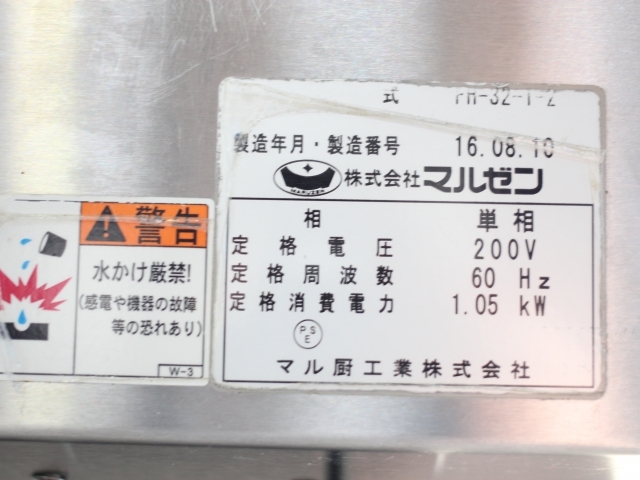 式
製造年月・製造番号 16.08.10
MARUZEN
株式会社マルゼン
相 単相
定格電圧 200V
定格周波数 60 Hz
定格消費電力 1.05 kW
PSE
マル厨工業株式会社
警告
水かけ厳禁!
(感電や機器の故障
等の恐れあり)
W-3